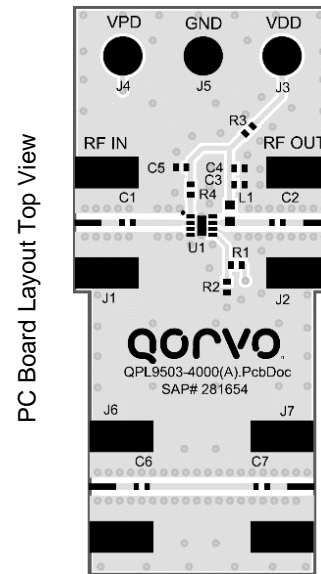 PC Board Layout Top View
VPD GND VDD
J4 J5 J3
R3
RF IN RF OUT
C5 C4
C3
R4 L1
C1 C2
U1
R1
R2
J1 J2
QORVO
QPL9503-4000(A).PcbDoc
SAP# 281654
J6 J7
C6 C7